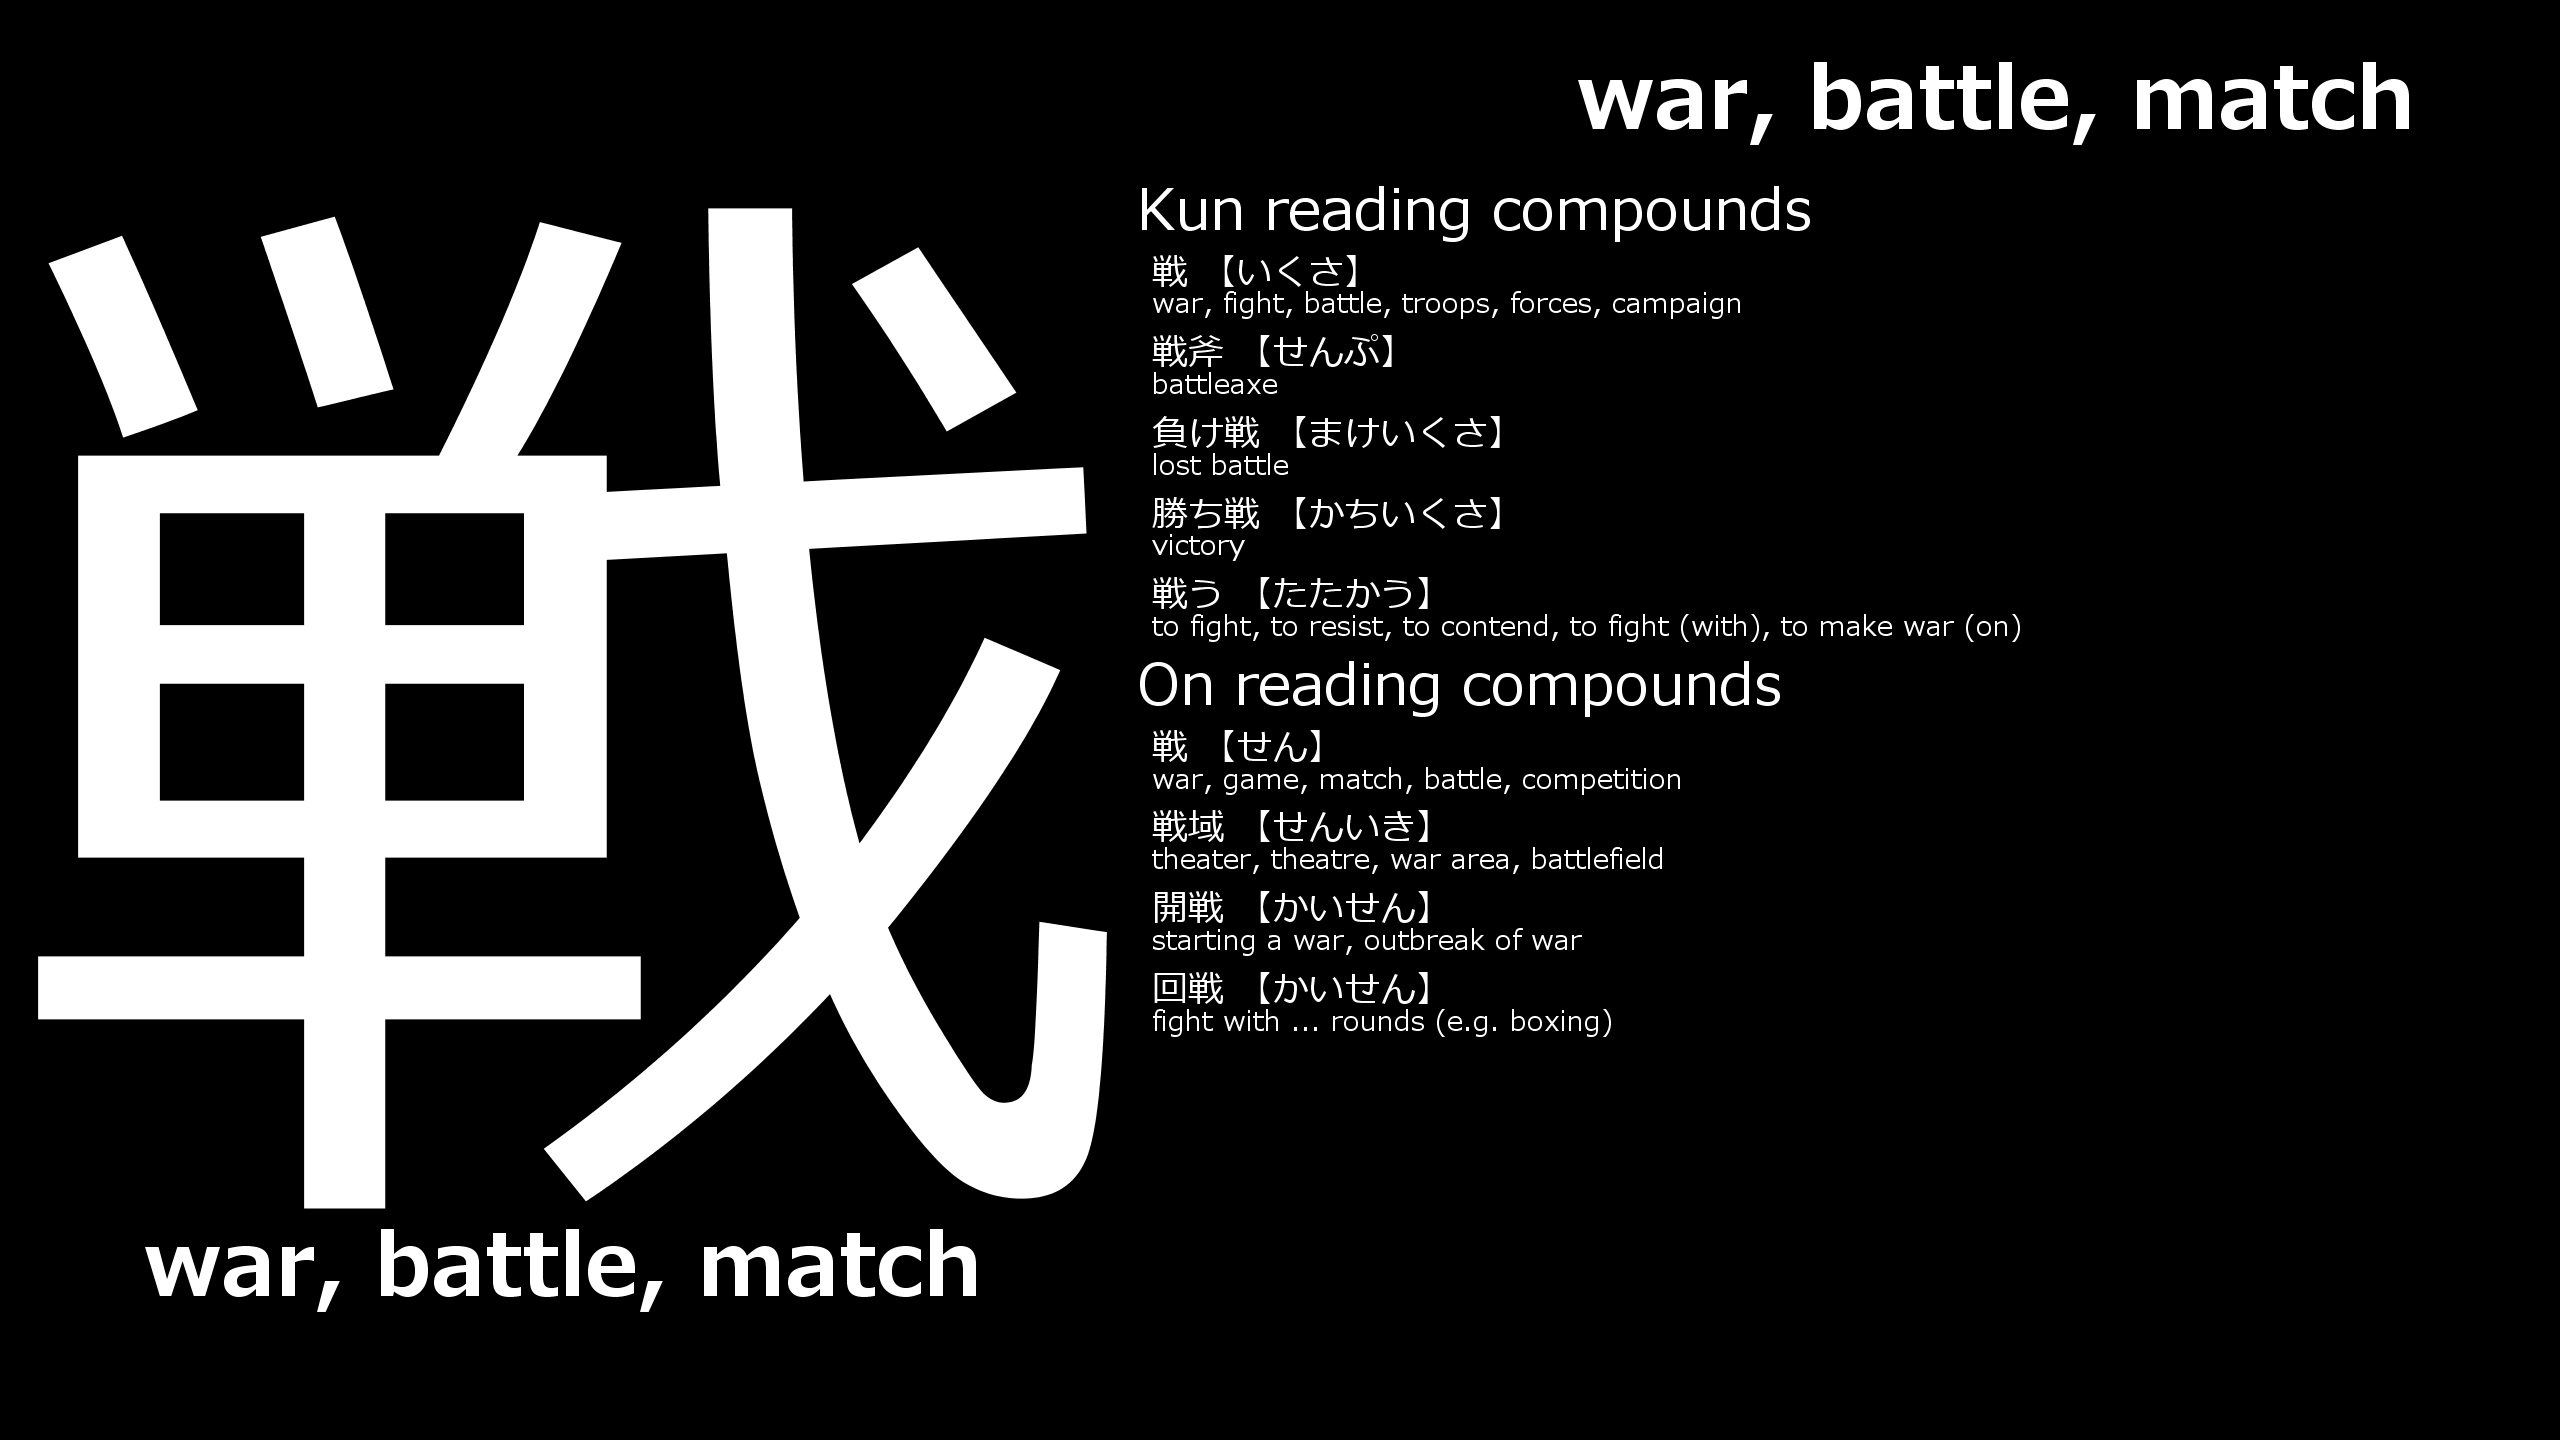 war, battle, match
戦
war, battle, match
Kun reading compounds
戦 【いくさ】
war, fight, battle, troops, forces, campaign
戦斧 【せんぷ】
battleaxe
負け戦 【まけいくさ】
lost battle
勝ち戦 【かちいくさ】
victory
戦う 【たたかう】
to fight, to resist, to contend, to fight (with), to make war (on)
On reading compounds
戦 【せん】
war, game, match, battle, competition
戦域 【せんいき】
theater, theatre, war area, battlefield
開戦 【かいせん】
starting a war, outbreak of war
回戦 【かいせん】
fight with ... rounds (e.g. boxing)